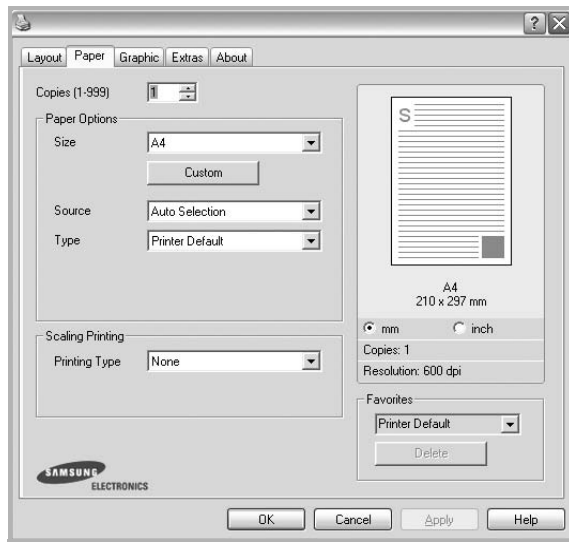 Layout Paper Graphic Extras About
Copies (1-999) 1
Paper Options
Size A4
Custom
Source Auto Selection
Type Printer Default
Scaling Printing
Printing Type None
S
A4
210 x 297 mm
mm inch
Copies: 1
Resolution: 600 dpi
Favorites
Printer Default
Delete
SAMSUNG
ELECTRONICS
OK Cancel Apply Help